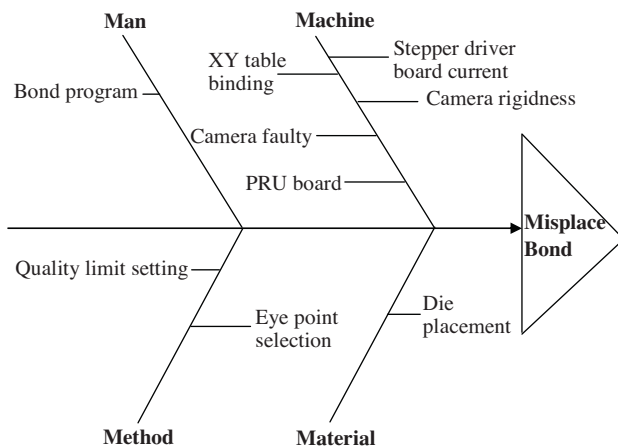 Man
Machine
Stepper driver
board current
XY table
binding
Bond program
Camera rigidness
Camera faulty
PRU board
Misplace
Bond
Quality limit setting
Eye point
selection
Die
placement
Method
Material